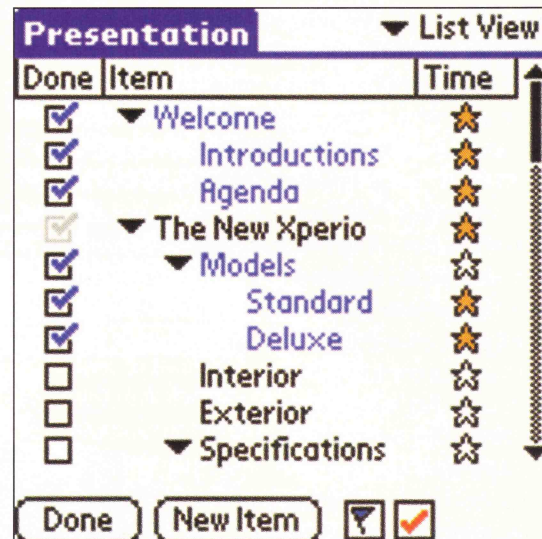 Presentation List View
Done Item Time
Welcome
Introductions
Agenda
The New Xperio
Models
Standard
Deluxe
Interior
Exterior
Specifications
Done New Item